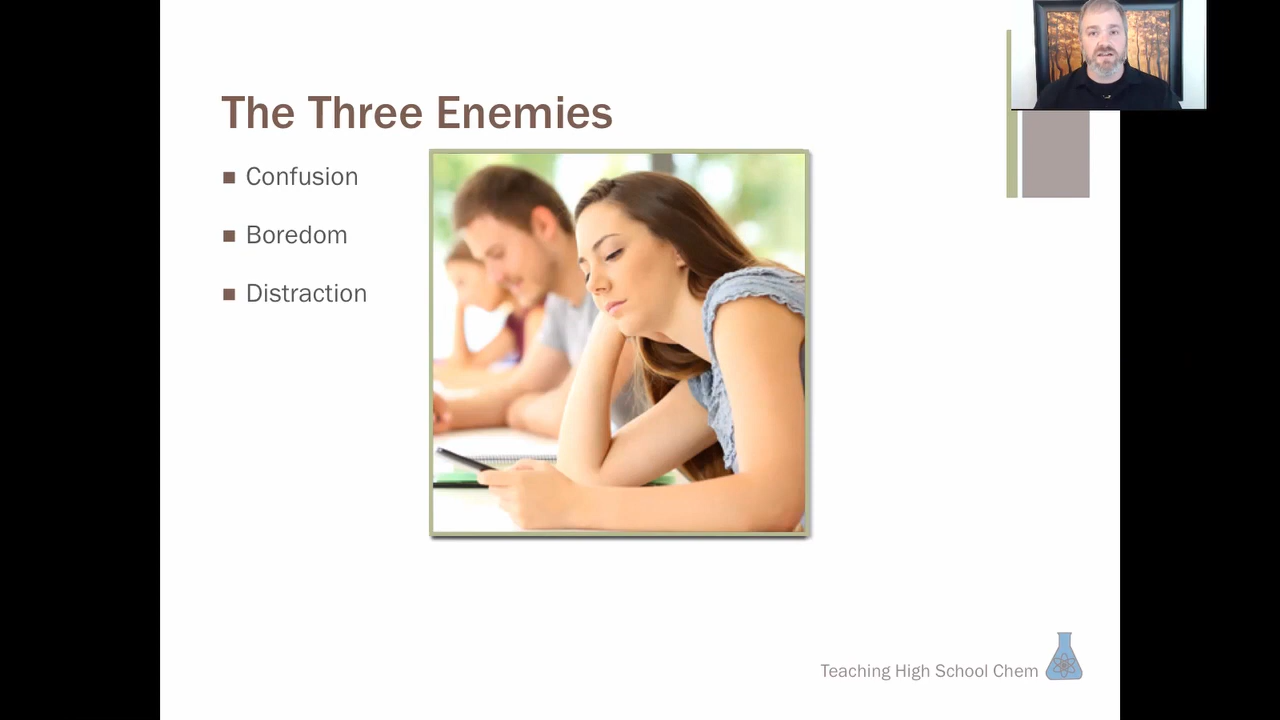 The Three Enemies
Confusion
Boredom
Distraction
Teaching High School Chem